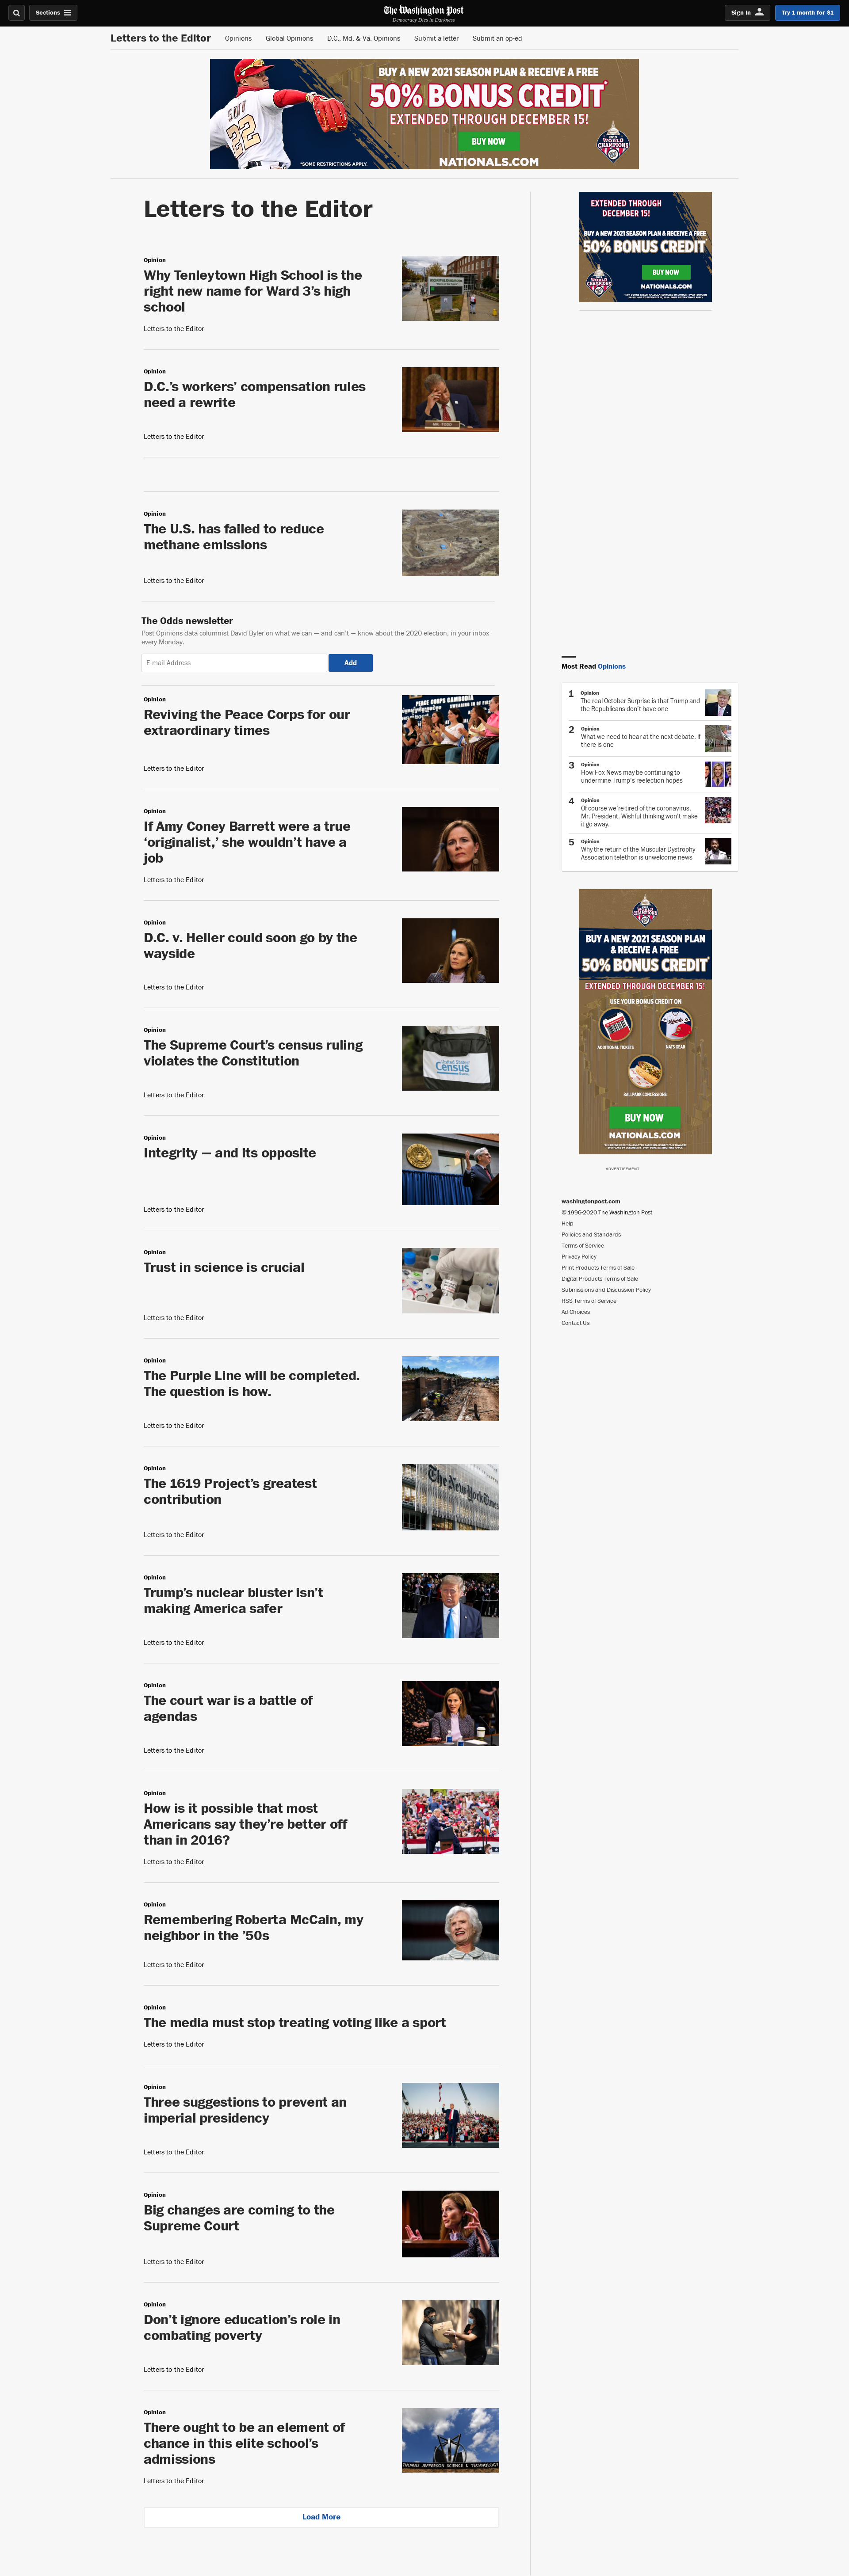 Sections
The Washington Post
Democracy Dies in Darkness
Sign In
Try 1 month for $1
Letters to the Editor
Opinions
Global Opinions
D.C., Md. & Va. Opinions
Submit a letter
Submit an op-ed
22
BUY A NEW 2021 SEASON PLAN & RECEIVE A FREE
50% BONUS CREDIT*
EXTENDED THROUGH DECEMBER 15!
BUY NOW
WORLD
CHAMPIONS
*SOME RESTRICTIONS APPLY.
NATIONALS.COM
Letters to the Editor
Opinion
Why Tenleytown High School is the
right new name for Ward 3’s high
school
Letters to the Editor
Opinion
D.C.’s workers’ compensation rules
need a rewrite
MR. TODD
Letters to the Editor
Opinion
The U.S. has failed to reduce
methane emissions
Letters to the Editor
The Odds newsletter
Post Opinions data columnist David Byler on what we can — and can't — know about the 2020 election, in your inbox
every Monday.
E-mail Address
Add
Opinion
Reviving the Peace Corps for our
extraordinary times
PEACE CORPS CAMBODIA
Letters to the Editor
Opinion
If Amy Coney Barrett were a true
‘originalist,’ she wouldn’t have a
job
Letters to the Editor
Opinion
D.C. v. Heller could soon go by the
wayside
Letters to the Editor
Opinion
The Supreme Court’s census ruling
violates the Constitution
United States
Census
Letters to the Editor
Opinion
Integrity — and its opposite
Letters to the Editor
Opinion
Trust in science is crucial
Letters to the Editor
Opinion
The Purple Line will be completed.
The question is how.
Letters to the Editor
Opinion
The 1619 Project’s greatest
contribution
The New York Times
Letters to the Editor
Opinion
Trump’s nuclear bluster isn’t
making America safer
Letters to the Editor
Opinion
The court war is a battle of
agendas
Letters to the Editor
Opinion
How is it possible that most
Americans say they’re better off
than in 2016?
Letters to the Editor
Opinion
Remembering Roberta McCain, my
neighbor in the ’50s
Letters to the Editor
Opinion
The media must stop treating voting like a sport
Letters to the Editor
Opinion
Three suggestions to prevent an
imperial presidency
Letters to the Editor
Opinion
Big changes are coming to the
Supreme Court
Letters to the Editor
Opinion
Don’t ignore education’s role in
combating poverty
Letters to the Editor
Opinion
There ought to be an element of
chance in this elite school’s
admissions
THOMAS JEFFERSON SCIENCE & TECHNOLOGY
Letters to the Editor
Load More
EXTENDED THROUGH
DECEMBER 15!
BUY A NEW 2021 SEASON PLAN & RECEIVE A FREE
50% BONUS CREDIT*
WORLD
CHAMPIONS
BUY NOW
NATIONALS.COM
Most Read Opinions
1
Opinion
The real October Surprise is that Trump and
the Republicans don’t have one
2
Opinion
What we need to hear at the next debate, if
there is one
3
Opinion
How Fox News may be continuing to
undermine Trump’s reelection hopes
4
Opinion
Of course we’re tired of the coronavirus,
Mr. President. Wishful thinking won’t make
it go away.
5
Opinion
Why the return of the Muscular Dystrophy
Association telethon is unwelcome news
WORLD
CHAMPIONS
BUY A NEW 2021 SEASON PLAN
& RECEIVE A FREE
50% BONUS CREDIT*
EXTENDED THROUGH DECEMBER 15!
USE YOUR BONUS CREDIT ON
ADDITIONAL TICKETS
NATS GEAR
BALLPARK CONCESSIONS
BUY NOW
NATIONALS.COM
ADVERTISEMENT
washingtonpost.com
© 1996-2020 The Washington Post
Help
Policies and Standards
Terms of Service
Privacy Policy
Print Products Terms of Sale
Digital Products Terms of Sale
Submissions and Discussion Policy
RSS Terms of Service
Ad Choices
Contact Us